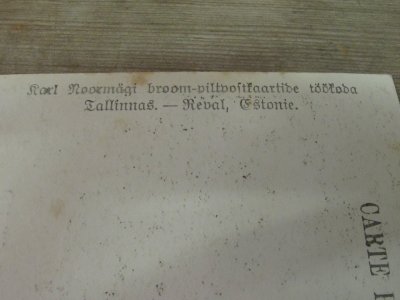 Karl Noormägi broom-piltpostkaartide töökoda
Tallinnas. — Reval, Estonie.
CARTE